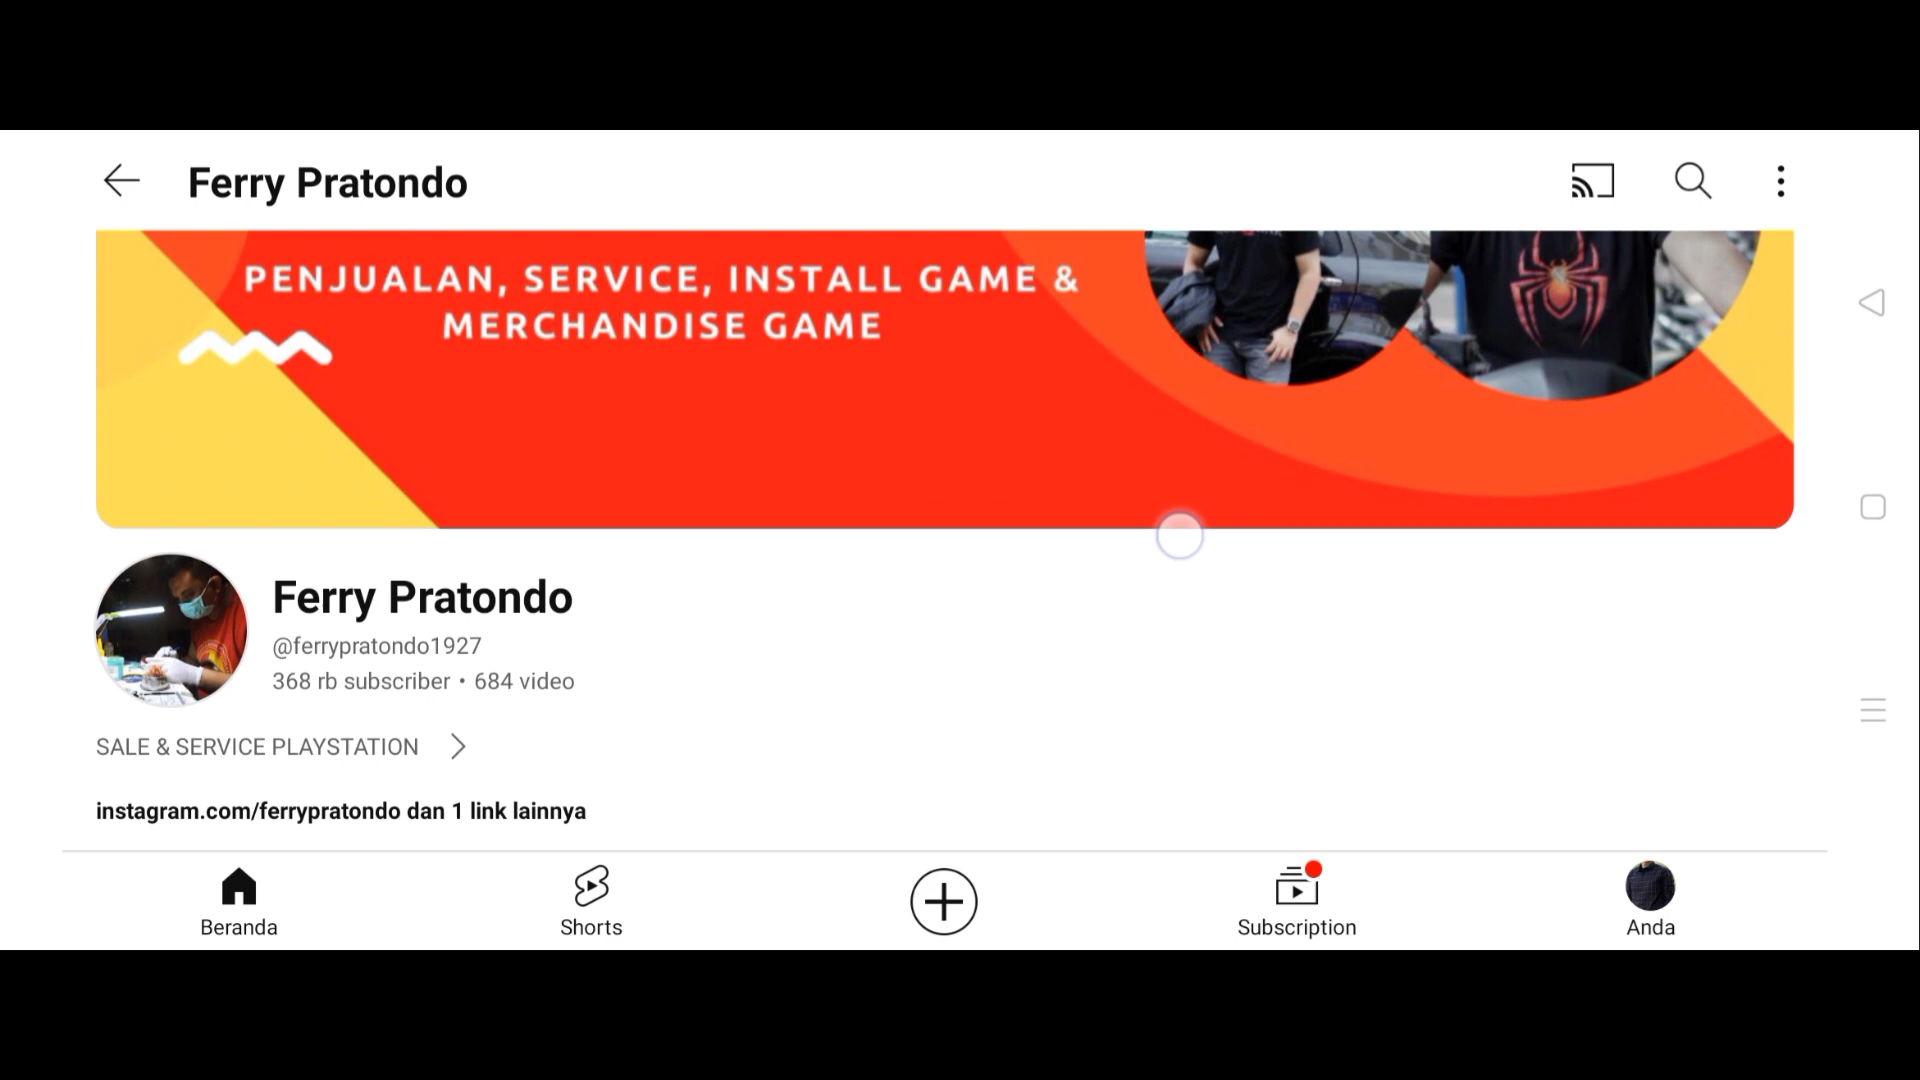 Ferry Pratondo
PENJUALAN, SERVICE, INSTALL GAME &
MERCHANDISE GAME
Ferry Pratondo
@ferrypratondo1927
368 rb subscriber • 684 video
SALE & SERVICE PLAYSTATION
instagram.com/ferrypratondo dan 1 link lainnya
Beranda
Shorts
Subscription
Anda